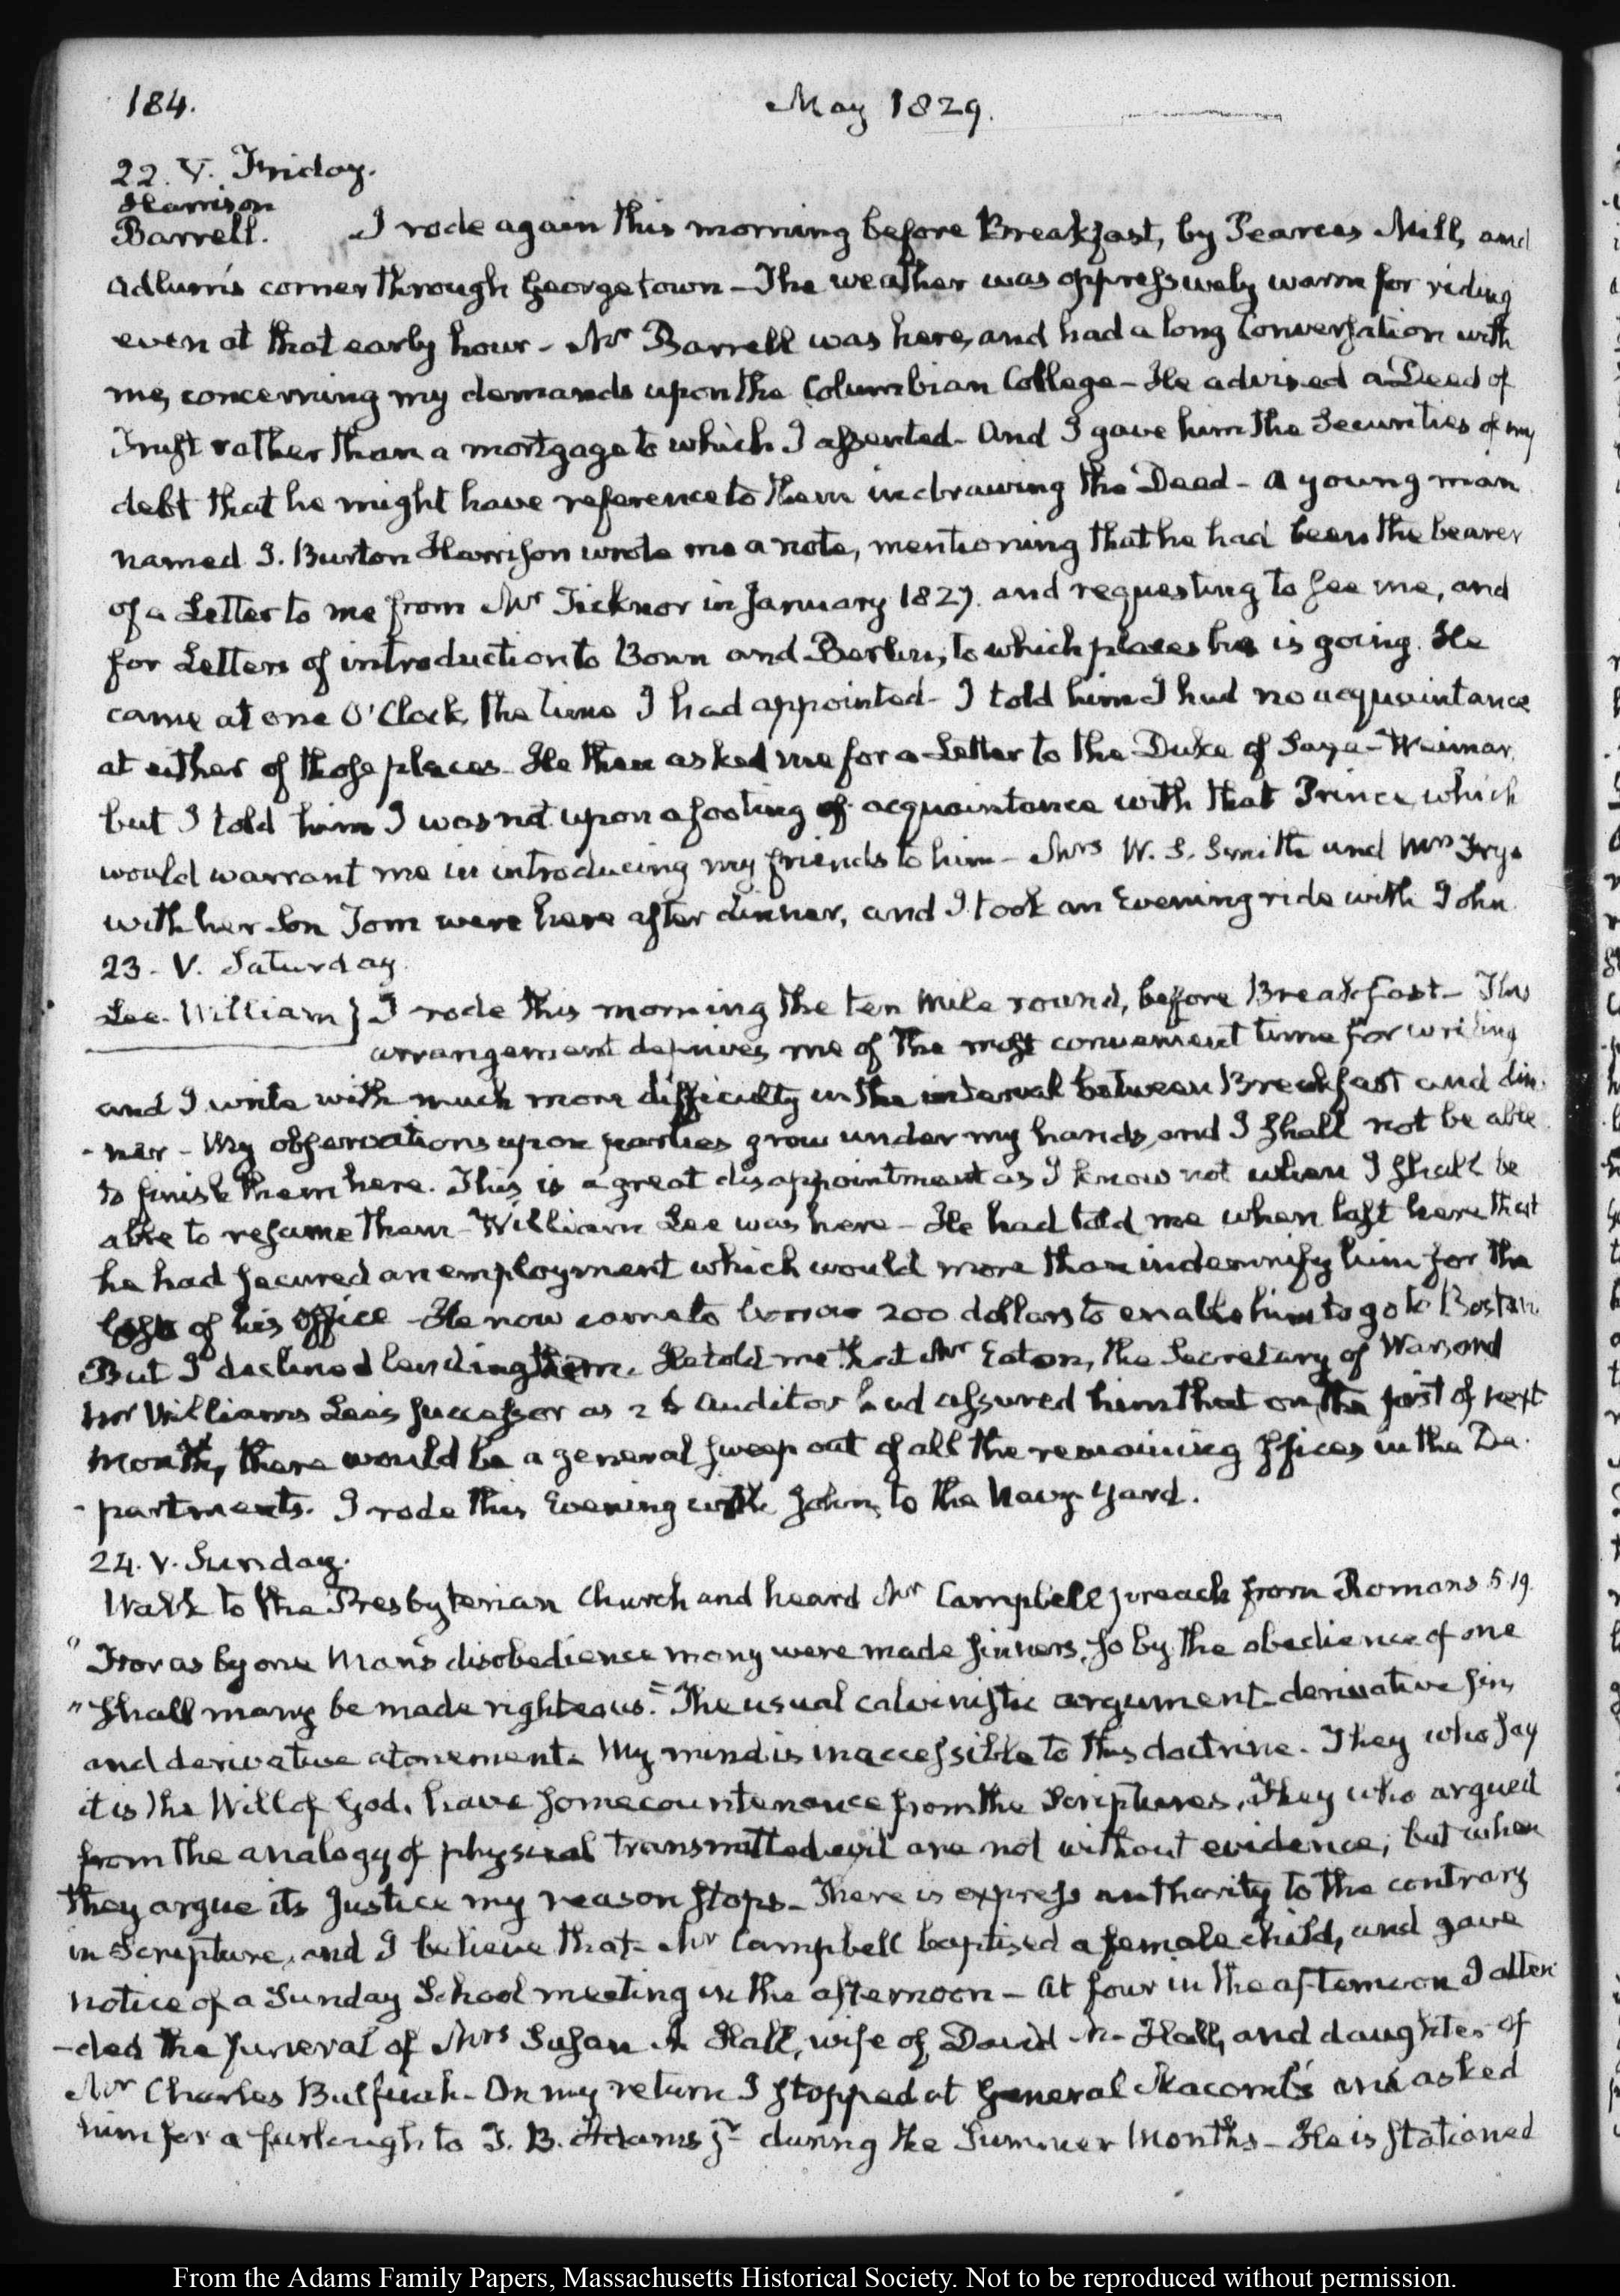 184.
May 1829.
22. V. Friday.
Harrison
Barrell.
I rode again this morning before Breakfast, by Pearces Mill, and
Adlum's corner through Georgetown - The weather was oppressively warm for riding
even at that early hour - Mr Barrell was here, and had a long Conversation with
me, concerning my demands upon the Columbian College - He advised a Deed of
Trust rather than a mortgage to which I assented - And I gave him the Securities of my
debt that he might have reference to them in drawing the Deed - A young man
named J. Burton Harrison wrote me a note, mentioning that he had been the bearer
of a Letter to me from Mr Ticknor in January 1827. and requesting to see me, and
for Letters of introduction to Bonn and Berlin, to which places he is going. He
came at one O'Clock, the time I had appointed - I told him I had no acquaintance
at either of those places - He then asked me for a Letter to the Duke of Saxe-Weimar,
but I told him I was not upon a footing of acquaintance with that Prince, which
would warrant me in introducing my friends to him - Mrs W. S. Smith and Mrs Frye
with her Son Tom were here after dinner, and I took an Evening ride with John.
23. V. Saturday.
Lee. William } I rode this morning the ten mile round, before Breakfast - This
arrangement deprives me of the most convenient time for writing
and I write with much more difficulty in the interval between Breakfast and din-
-ner - My observations upon parties grow under my hands, and I shall not be able
to finish them here. This is a great disappointment as I know not when I shall be
able to resume them - William Lee was here - He had told me when last here that
he had secured an employment which would more than indemnify him for the
loss of his office - He now came to borrow 200 dollars to enable him to go to Boston.
But I declined lending them. He told me that Mr Eaton, the Secretary of War, and
Mr Williams Lee's successor as 2d Auditor had assured him that on the first of next
month, there would be a general sweep out of all the remaining Offices in the De-
-partments. I rode this Evening with John, to the Navy Yard.
24. V. Sunday.
Walk to the Presbyterian Church and heard Mr Campbell preach from Romans 5.19.
"For as by one Man's disobedience many were made sinners, so by the obedience of one
"shall many be made righteous." The usual calvinistic argument - derivative sin,
and derivative atonement. My mind is inaccessible to this doctrine. They who say
it is the Will of God, have some countenance from the Scriptures. They who argued
from the analogy of physical transmitted evil are not without evidence; but when
they argue its Justice my reason stops - There is express authority to the contrary
in Scripture, and I believe that - Mr Campbell baptised a female child, and gave
notice of a Sunday School meeting in the afternoon - At four in the afternoon I atten-
-ded the funeral of Mrs Susan A Hall, wife of David A. Hall, and daughter of
Mr Charles Bulfinch - On my return I stopped at General Macomb's and asked
him for a furlough to T. B. Adams Jr during the Summer Months - He is stationed
From the Adams Family Papers, Massachusetts Historical Society. Not to be reproduced without permission.